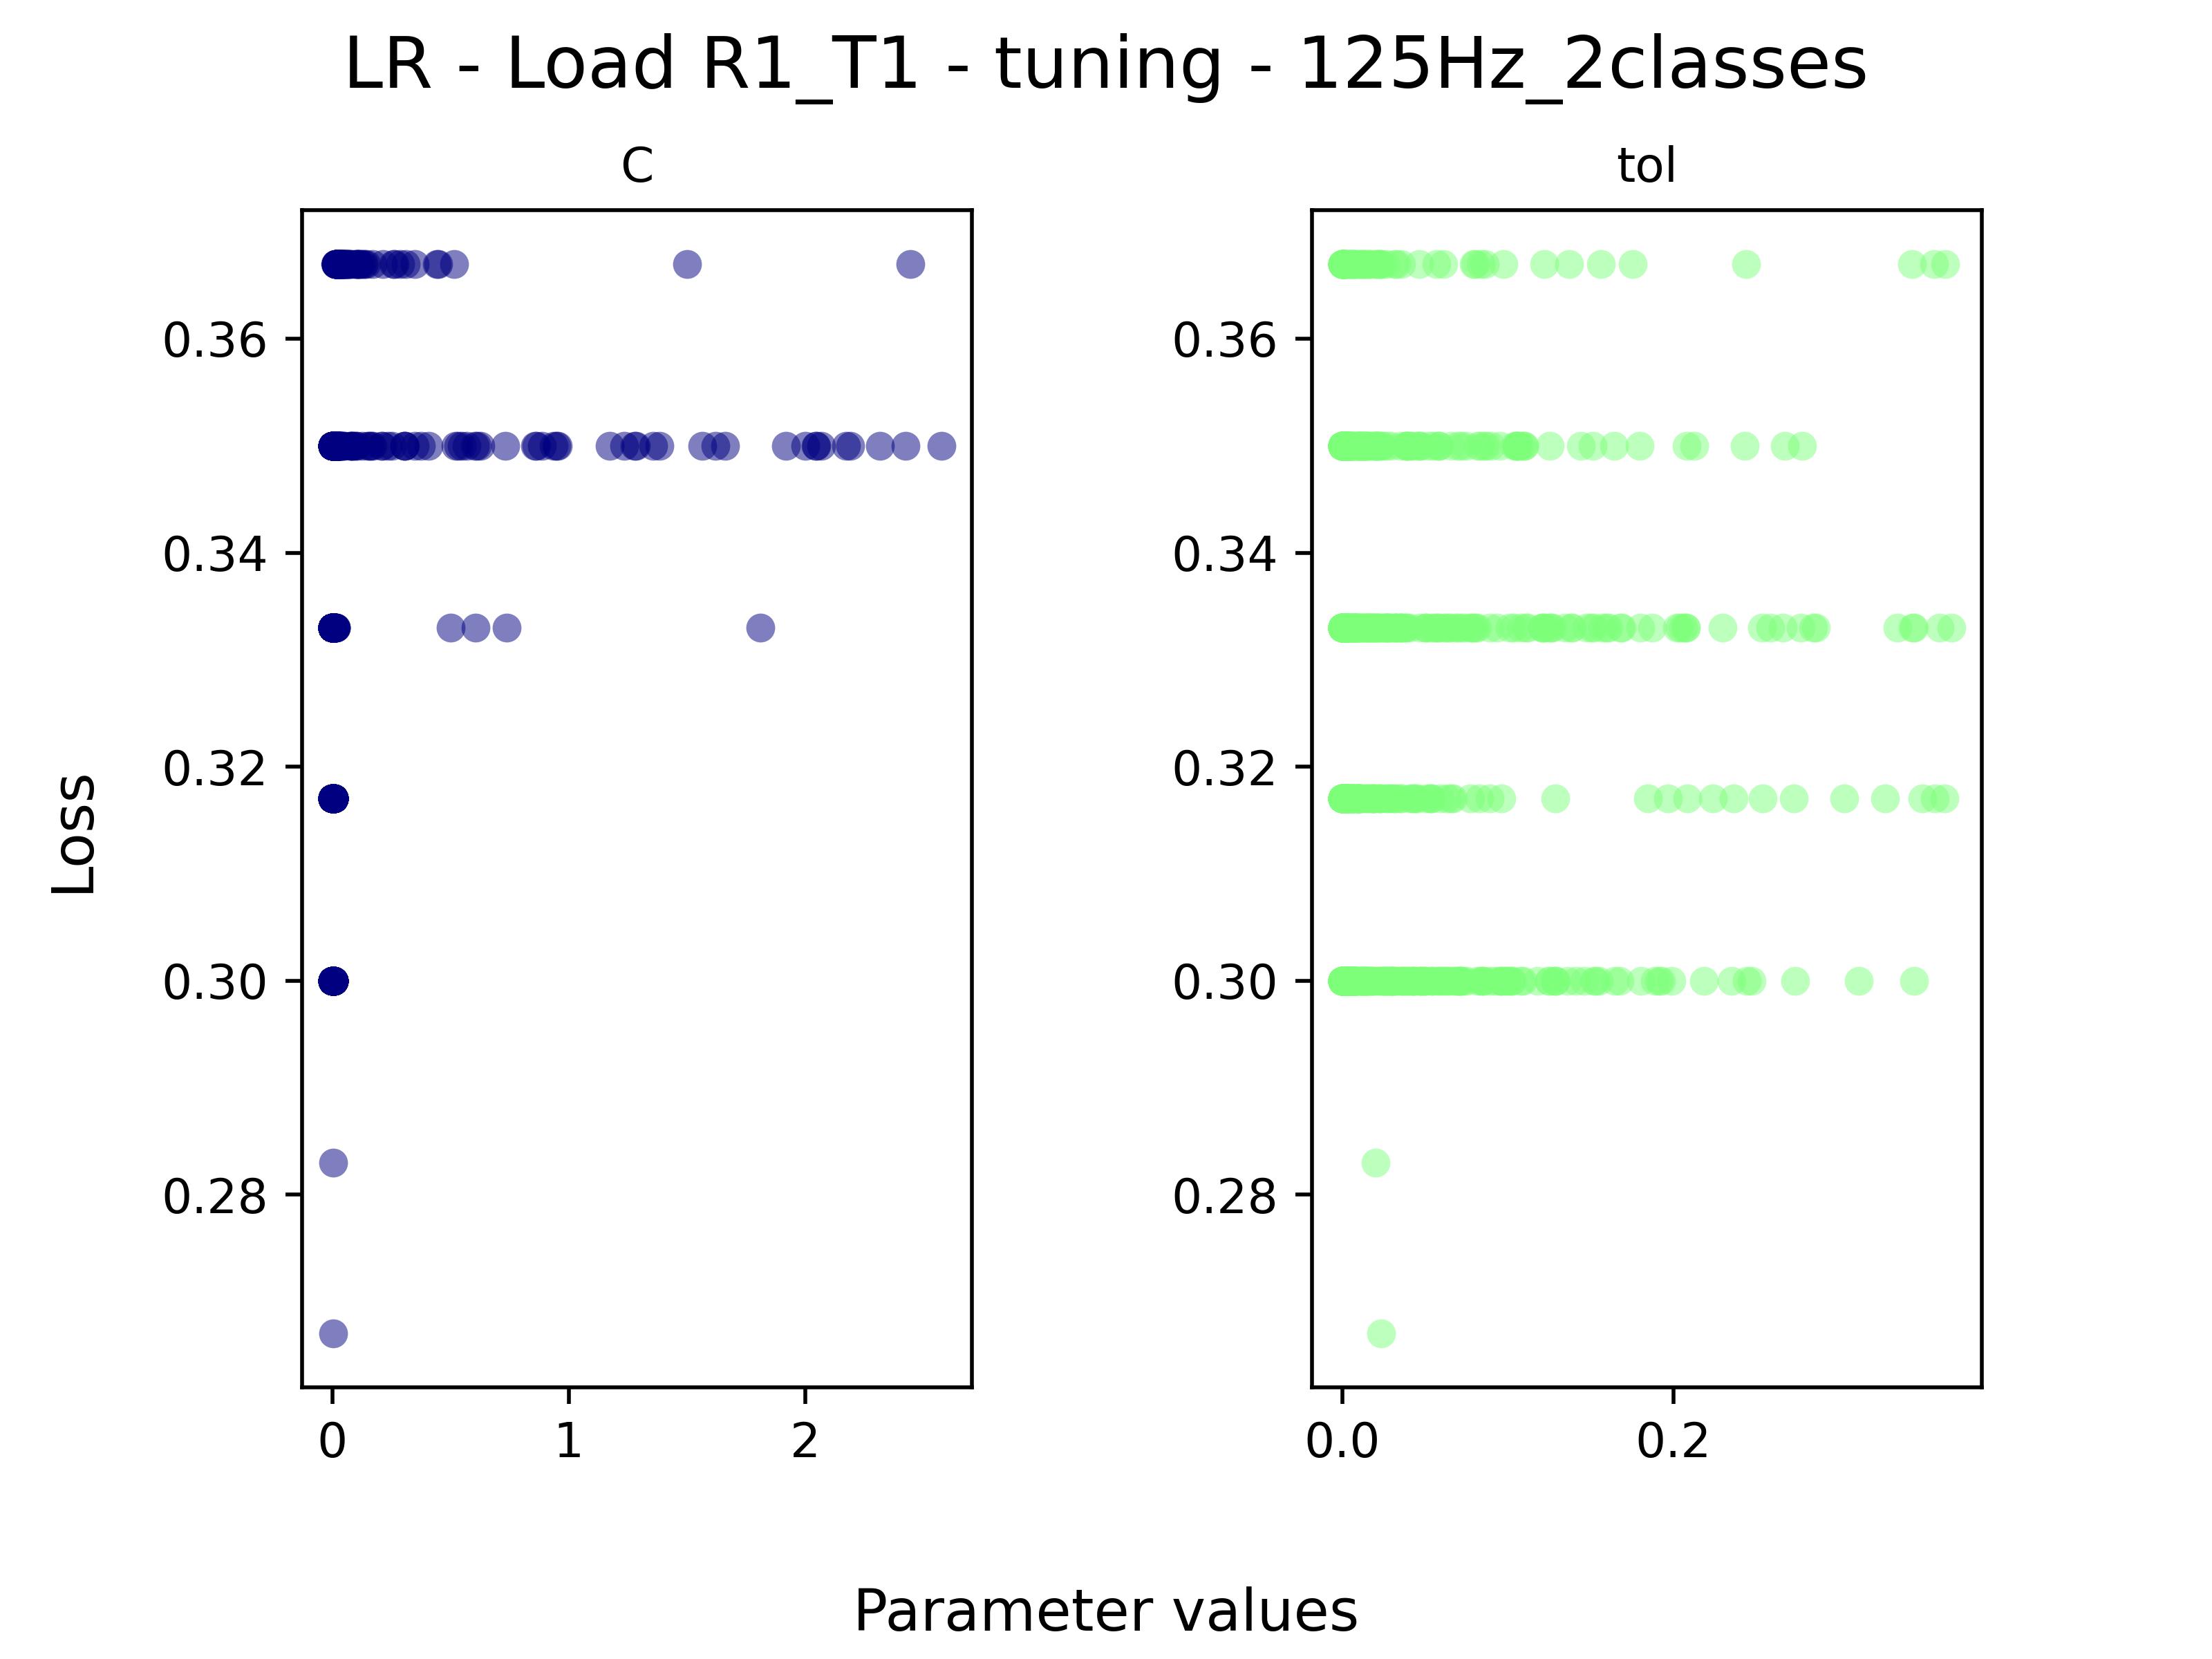 LR - Load R1_T1 - tuning - 125Hz_2classes
C
tol
0.36
0.34
0.32
0.30
0.28
0.36
0.34
0.32
0.30
0.28
Loss
0 1 2
0.0 0.2
Parameter values